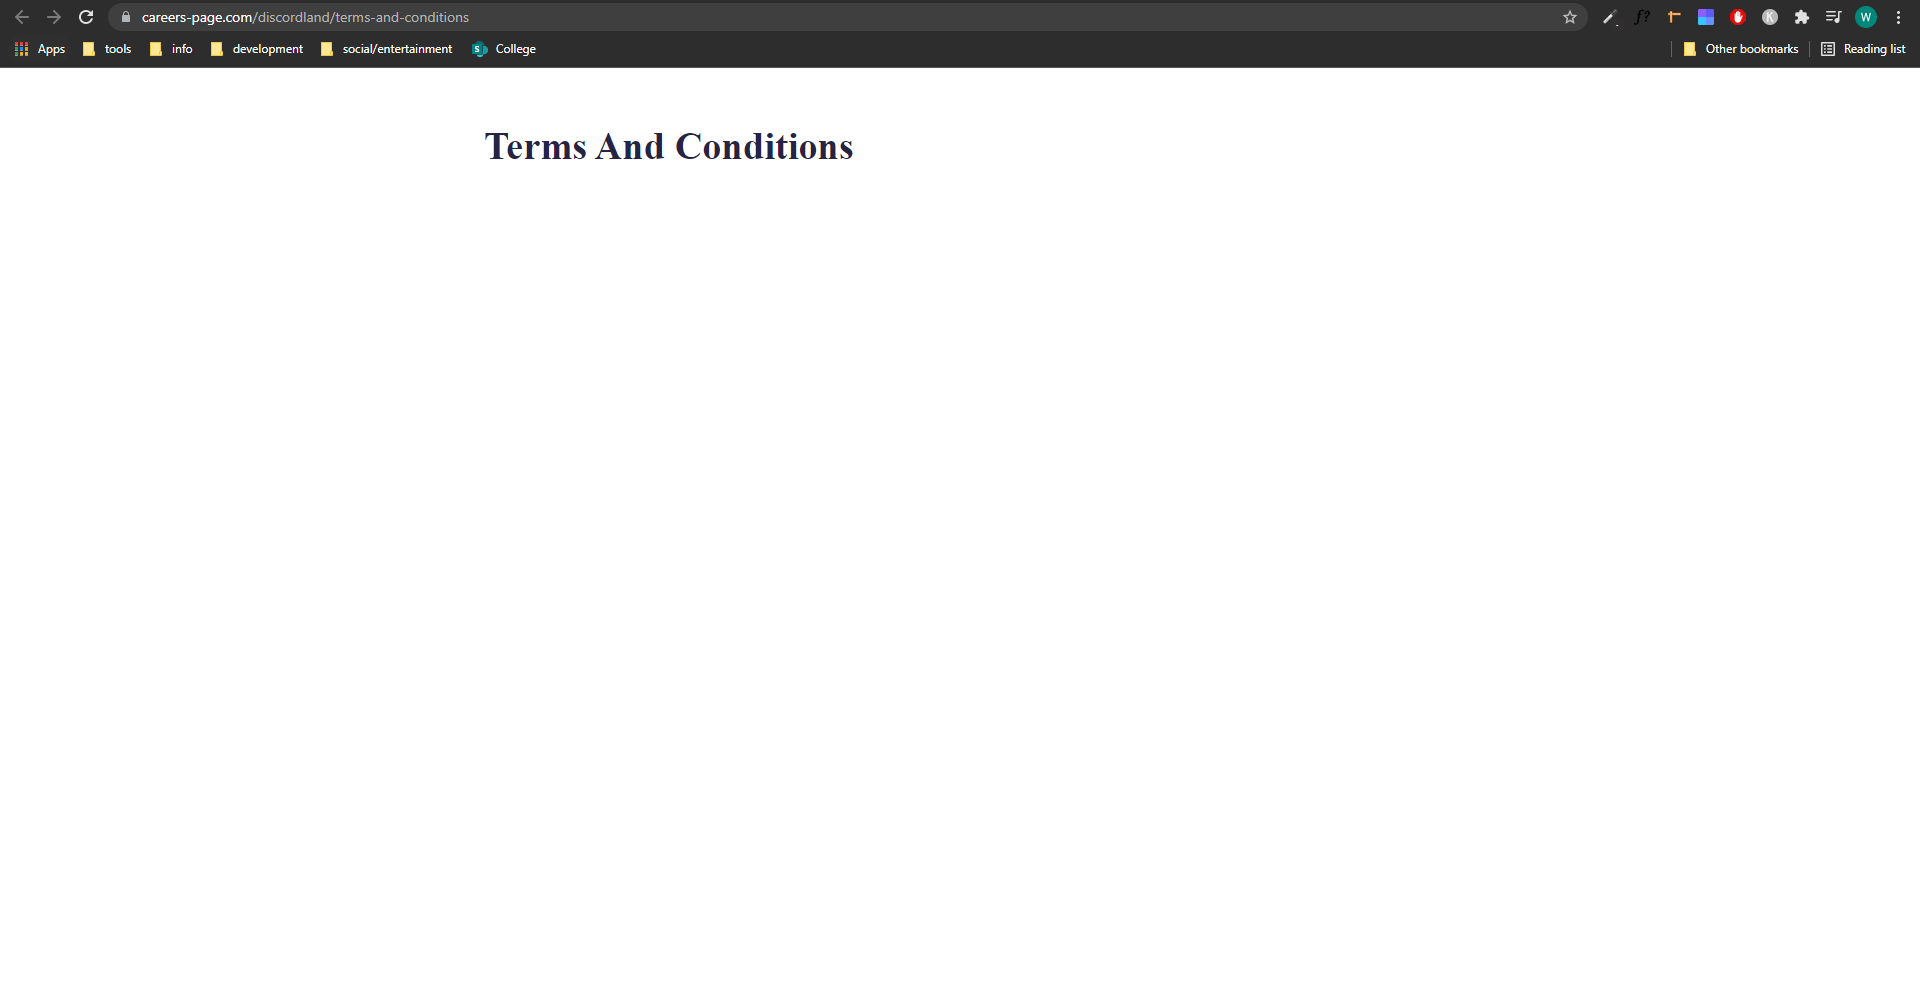 careers-page.com/discordland/terms-and-conditions
f?
K
W
Apps
tools
info
development
social/entertainment
S
College
Other bookmarks
Reading list
Terms And Conditions